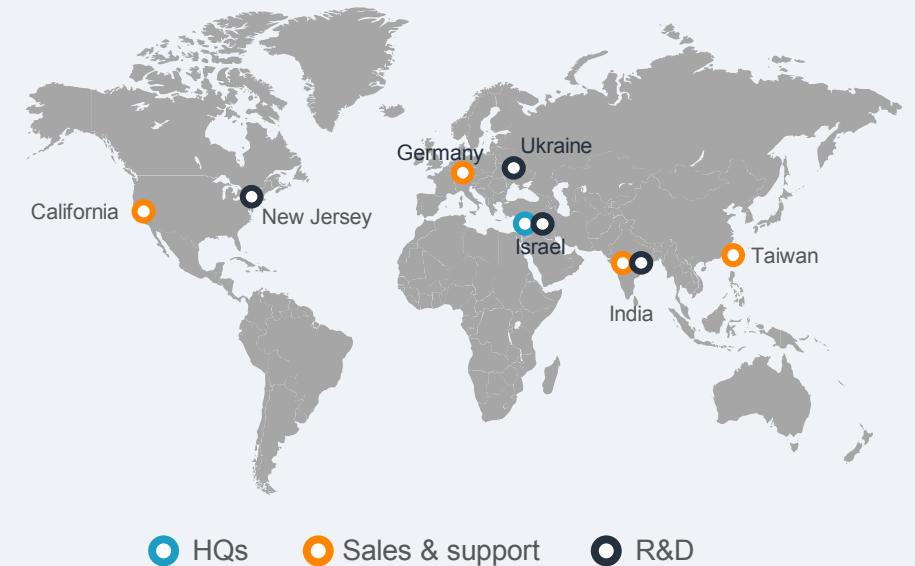 Ukraine
Germany
California
New Jersey
Israel
Taiwan
India
HQs
Sales & support
R&D